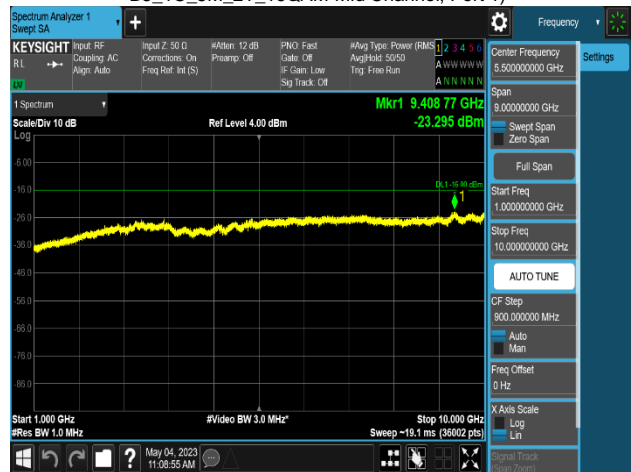 Spectrum Analyzer 1
Swept SA
Frequency
KEYSIGHT
Input: RF
Input Z: 50 Ω
#Atten: 12 dB
PNO: Fast
#Avg Type: Power (RMS
1 2 3 4 5 6
RL
Coupling: AC
Corrections: On
Preamp: Off
Gate: Off
Avg|Hold: 50/50
A W W W W W
Align: Auto
Freq Ref: Int (S)
IF Gain: Low
Trig: Free Run
Sig Track: Off
A N N N N N
LV
1 Spectrum
Mkr1 9.408 77 GHz
Scale/Div 10 dB
Ref Level 4.00 dBm
-23.295 dBm
Log
-6.00
-16.0
DL1 -16.00 dBm
1
-26.0
-36.0
-46.0
-56.0
-66.0
-76.0
-86.0
Start 1.000 GHz
#Video BW 3.0 MHz*
Stop 10.000 GHz
#Res BW 1.0 MHz
Sweep ~19.1 ms (36002 pts)
May 04, 2023
11:08:55 AM
Center Frequency
5.500000000 GHz
Settings
Span
9.00000000 GHz
Swept Span
Zero Span
Full Span
Start Freq
1.000000000 GHz
Stop Freq
10.000000000 GHz
AUTO TUNE
CF Step
900.000000 MHz
Auto
Man
Freq Offset
0 Hz
X Axis Scale
Log
Lin
Signal Track
(Span Zoom)